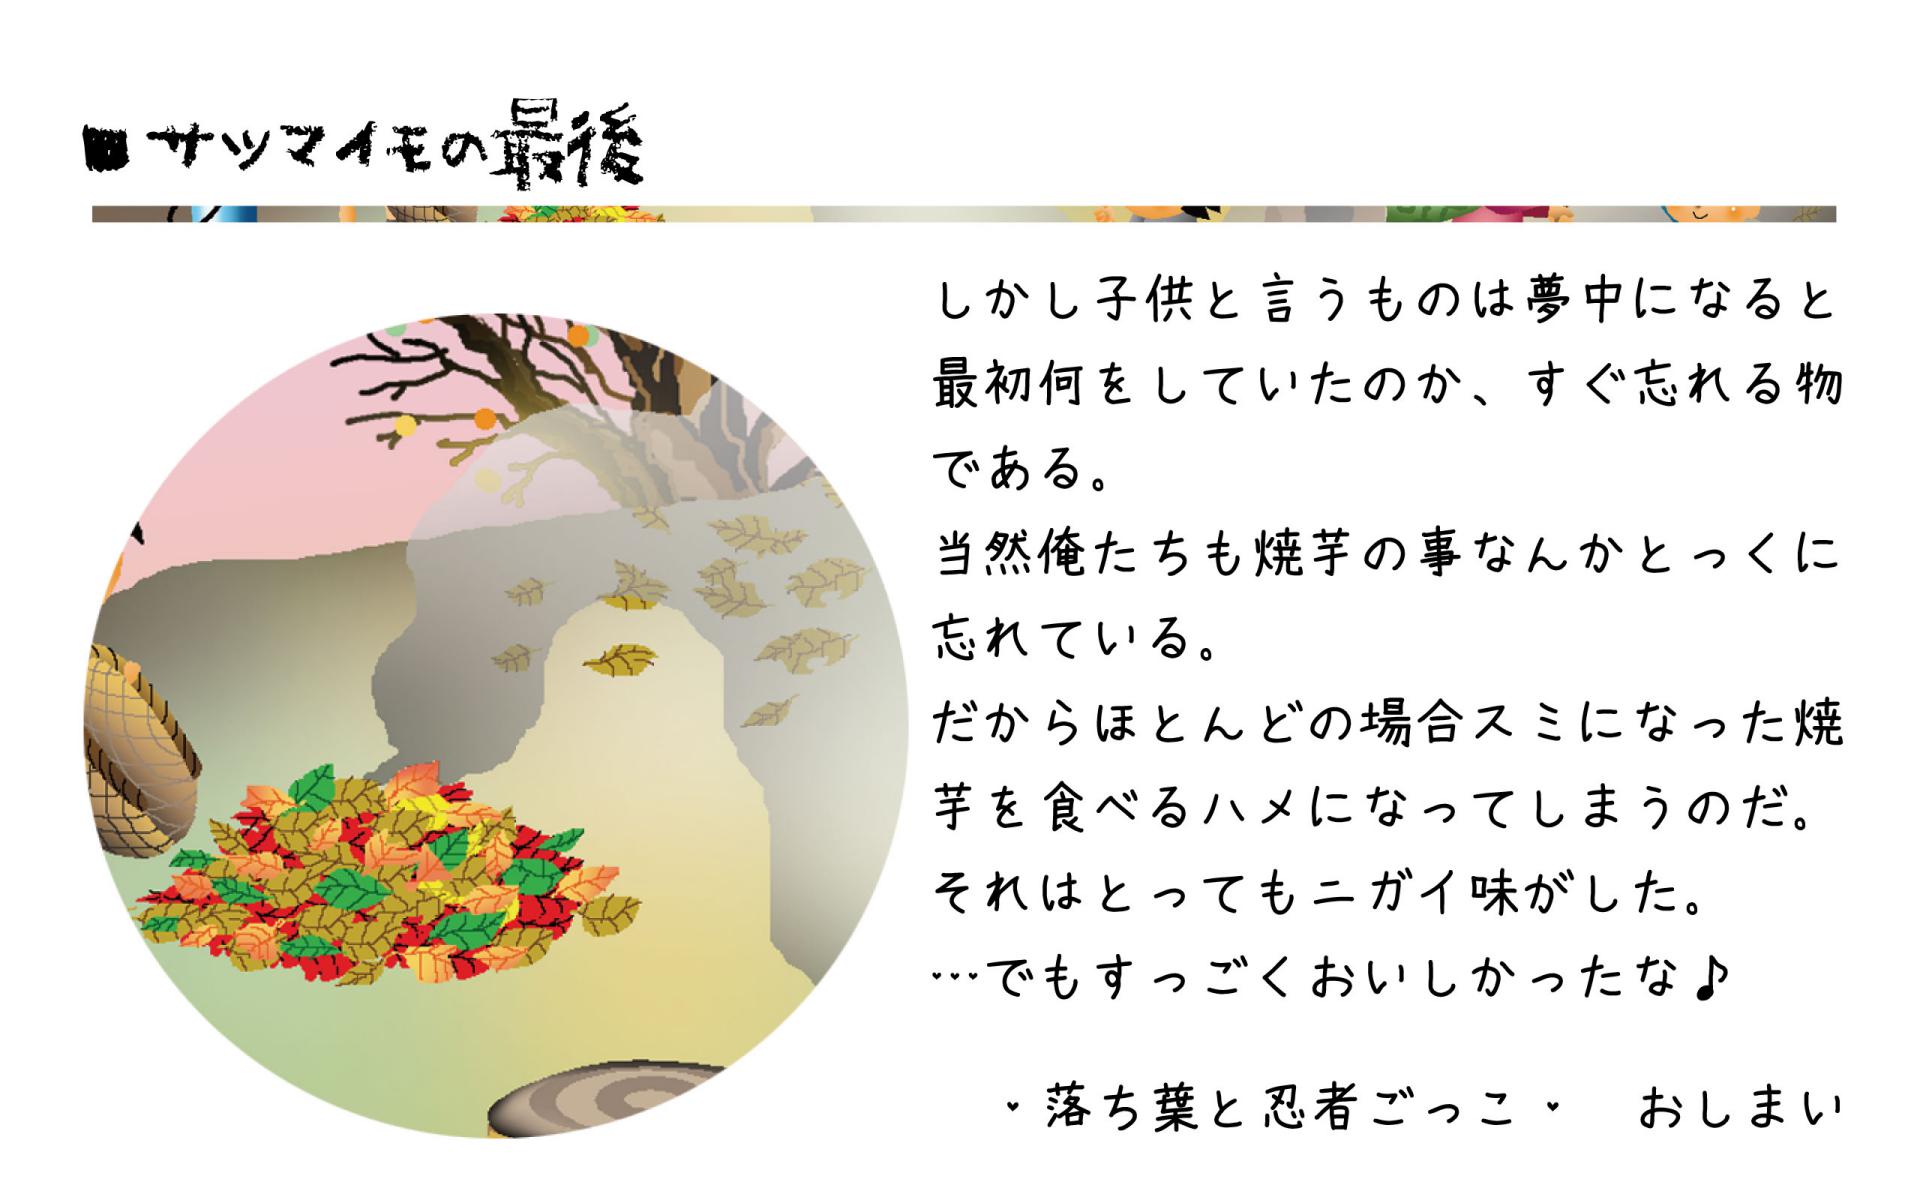 ■サツマイモの最後
しかし子供と言うものは夢中になると
最初何をしていたのか、すぐ忘れる物
である。
当然俺たちも焼芋の事なんかとっくに
忘れている。
だからほとんどの場合スミになった焼
芋を食べるハメになってしまうのだ。
それはとってもニガイ味がした。
…でもすっごくおいしかったな♪
・落ち葉と忍者ごっこ・　おしまい